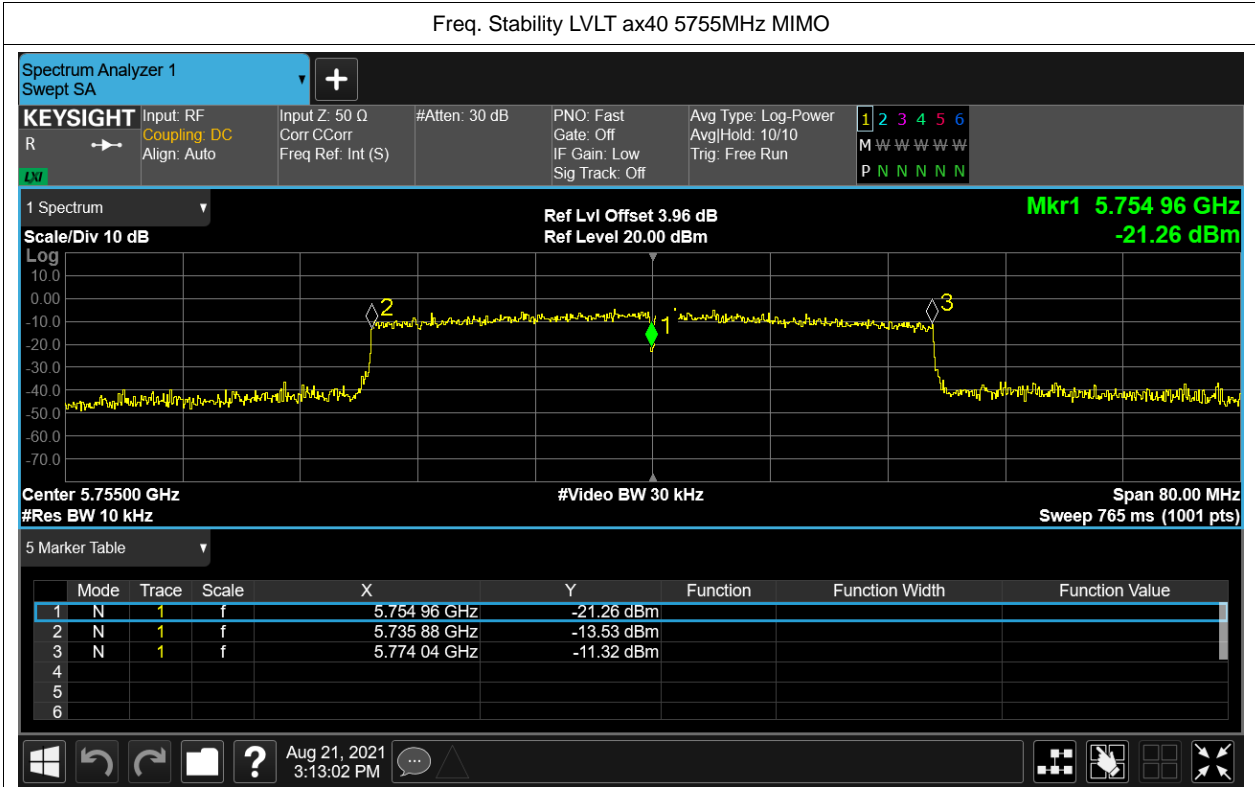 Freq. Stability LVLT ax40 5755MHz MIMO
Spectrum Analyzer 1
Swept SA
KEYSIGHT Input: RF Input Z: 50 Ω #Atten: 30 dB PNO: Fast Avg Type: Log-Power 1 2 3 4 5 6
R Coupling: DC Corr CCorr Gate: Off Avg|Hold: 10/10 M W W W W W
Align: Auto Freq Ref: Int (S) IF Gain: Low Trig: Free Run
LXI Sig Track: Off P N N N N N
1 Spectrum Ref Lvl Offset 3.96 dB Mkr1 5.754 96 GHz
Scale/Div 10 dB Ref Level 20.00 dBm -21.26 dBm
Log
10.0
0.00
-10.0
-20.0
-30.0
-40.0
-50.0
-60.0
-70.0
2 1 3
Center 5.75500 GHz #Video BW 30 kHz Span 80.00 MHz
#Res BW 10 kHz Sweep 765 ms (1001 pts)
5 Marker Table
Mode Trace Scale X Y Function Function Width Function Value
1 N 1 f 5.754 96 GHz -21.26 dBm
2 N 1 f 5.735 88 GHz -13.53 dBm
3 N 1 f 5.774 04 GHz -11.32 dBm
4
5
6
? Aug 21, 2021
3:13:02 PM